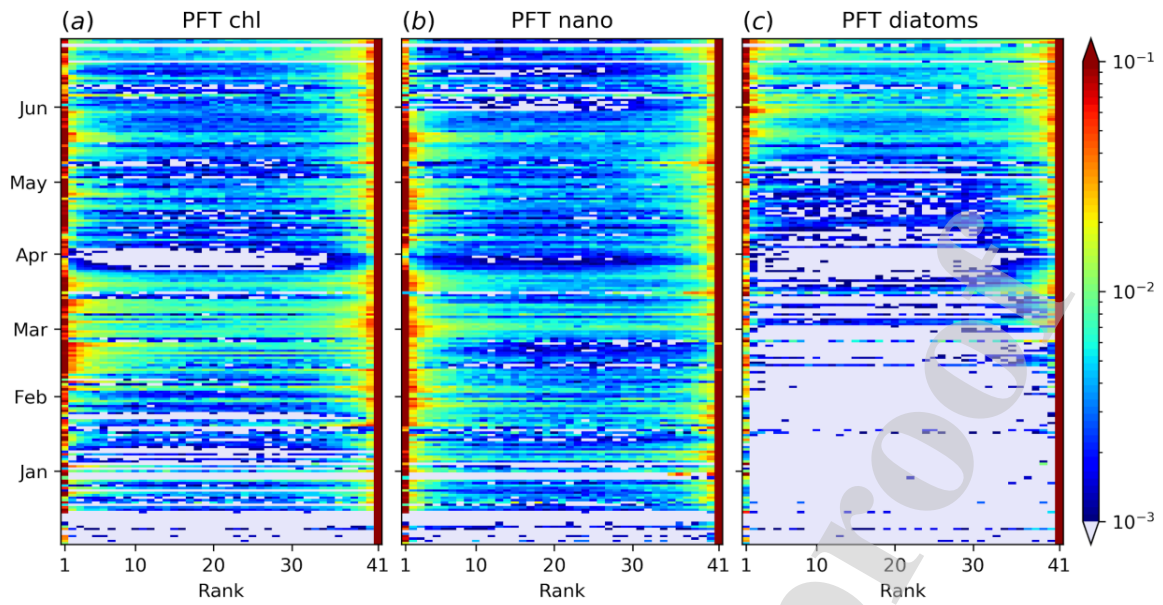 (a) PFT chl
(b) PFT nano
(c) PFT diatoms
Jun
May
Apr
Mar
Feb
Jan
1 10 20 30 41
1 10 20 30 41
1 10 20 30 41
Rank
Rank
Rank
10⁻¹
10⁻²
10⁻³
proof